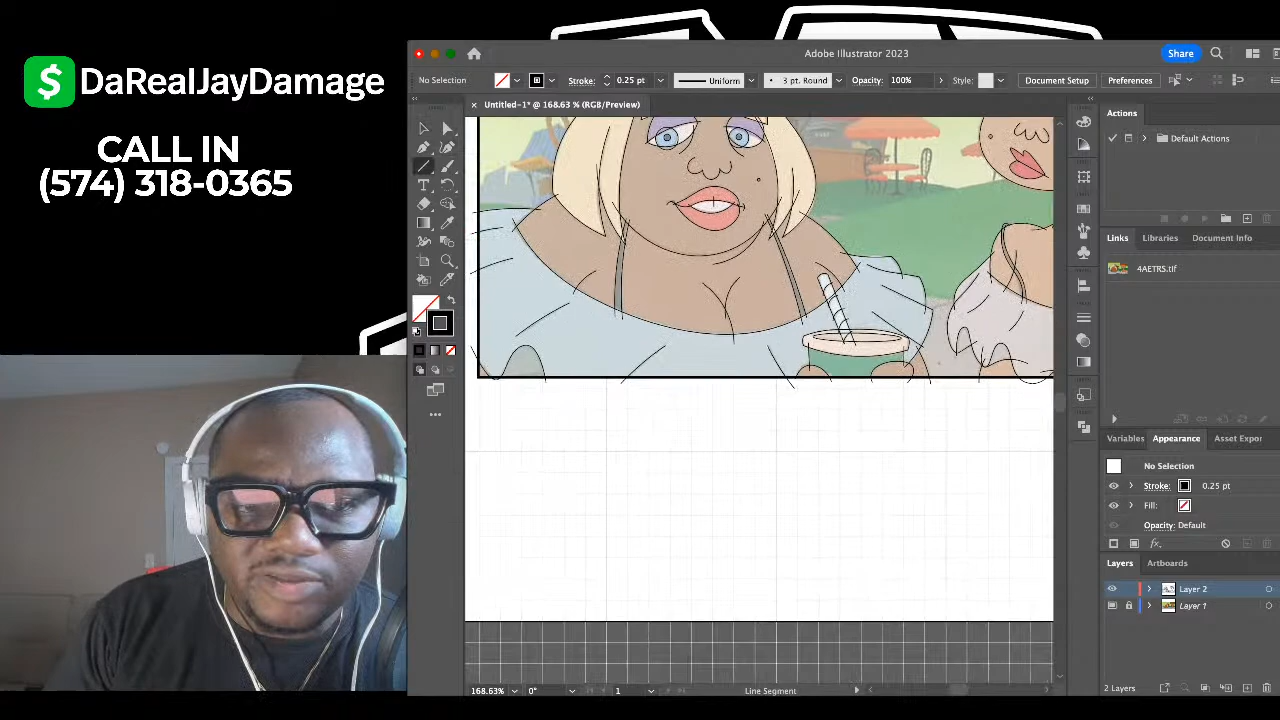 $ DaRealJayDamage
CALL IN
(574) 318-0365
Adobe Illustrator 2023
Share
No Selection
Stroke: 0.25 pt
Uniform
3 pt. Round
Opacity: 100%
Style:
Document Setup
Preferences
× Untitled-1* @ 168.63 % (RGB/Preview)
Actions
Default Actions
Links Libraries Document Info
4AETRS.tif
Variables Appearance Asset Expor
No Selection
Stroke: 0.25 pt
Fill:
Opacity: Default
fx
Layers Artboards
Layer 2
Layer 1
168.63% 0° 1 Line Segment
2 Layers